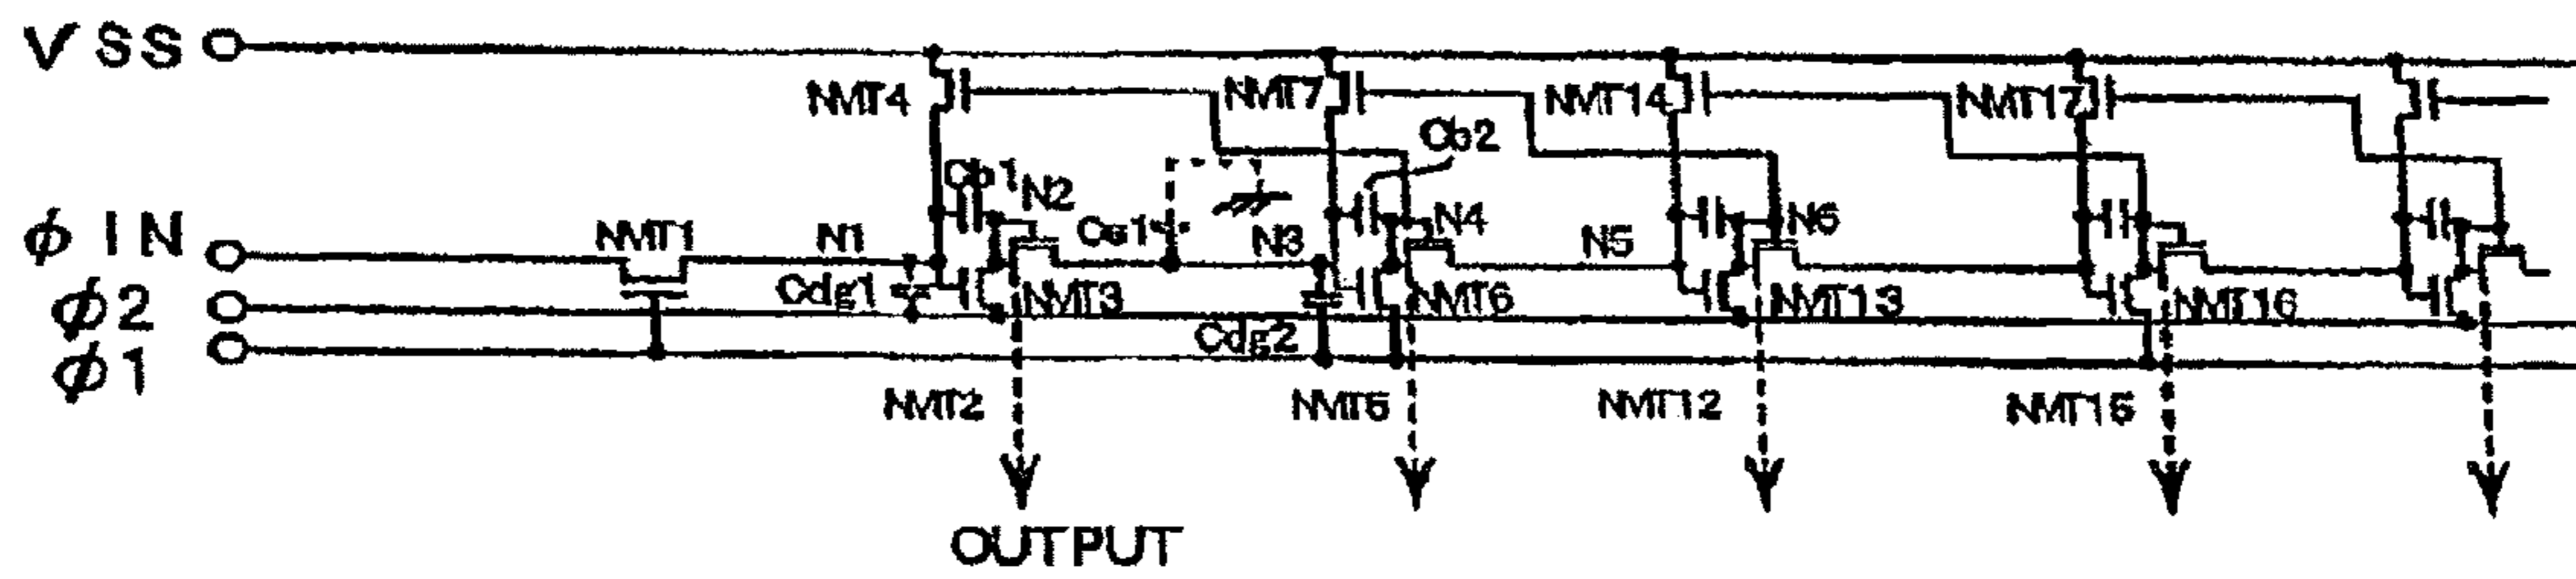 VSS
NMT4 NMT7 NMT14 NMT17
Cb2
Cb1 N2
φIN NMT1 N1 Cs1 N3 N4 N5 N6
φ2 Cdg1 NMT3 NMT6 NMT13 NMT16
φ1 Cdg2
NMT2 NMT5 NMT12 NMT15
OUTPUT